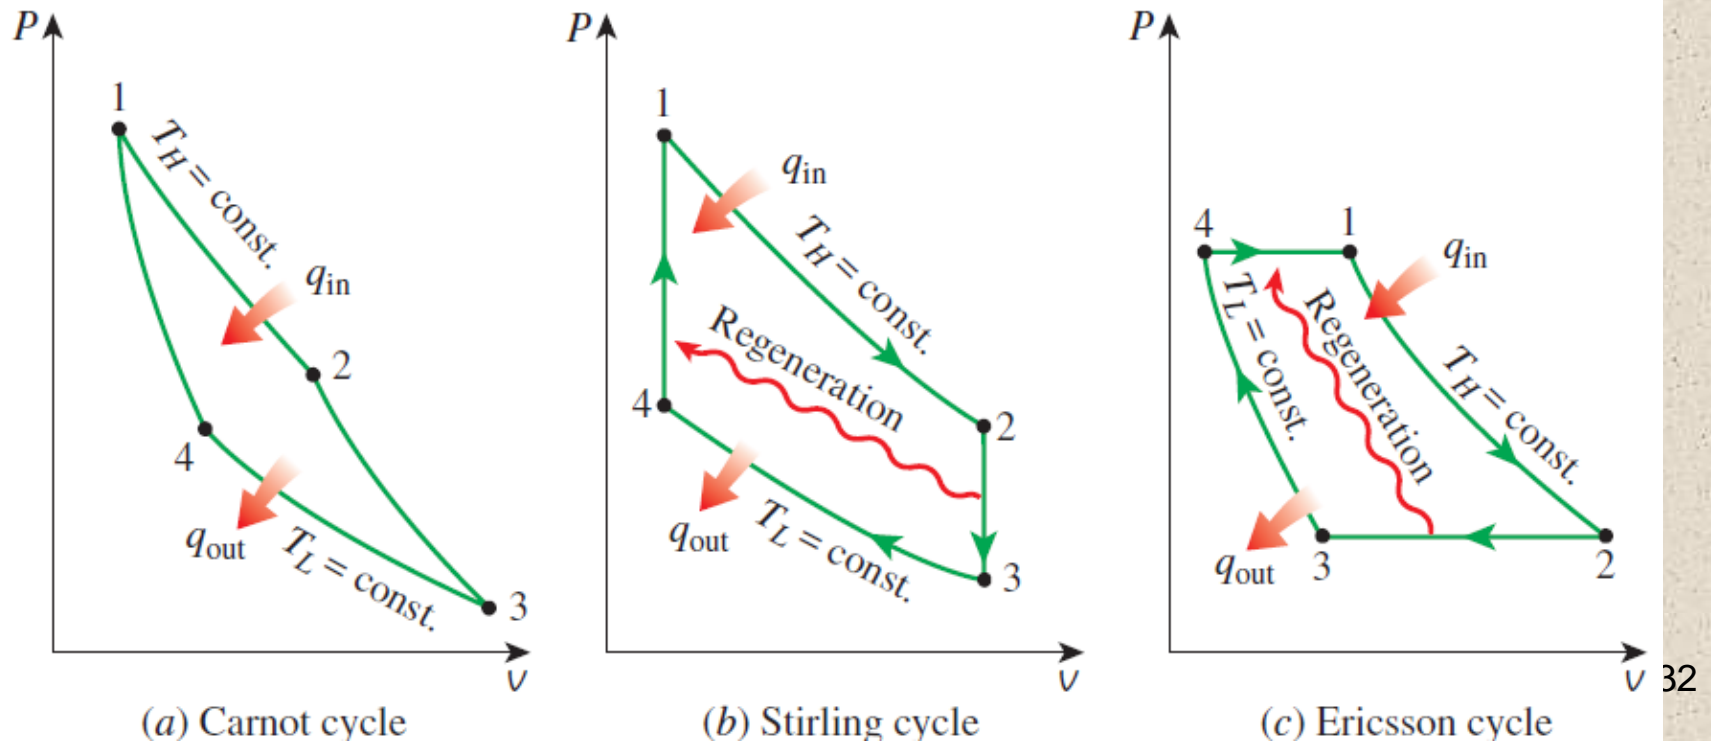 P
1
T_H = const.
q_in
2
4
q_out
T_L = const.
3
v
(a) Carnot cycle
P
1
q_in
T_H = const.
Regeneration
4
2
q_out
T_L = const.
3
v
(b) Stirling cycle
P
4
1
q_in
T_L = const.
Regeneration
T_H = const.
q_out
3
2
v
(c) Ericsson cycle
32